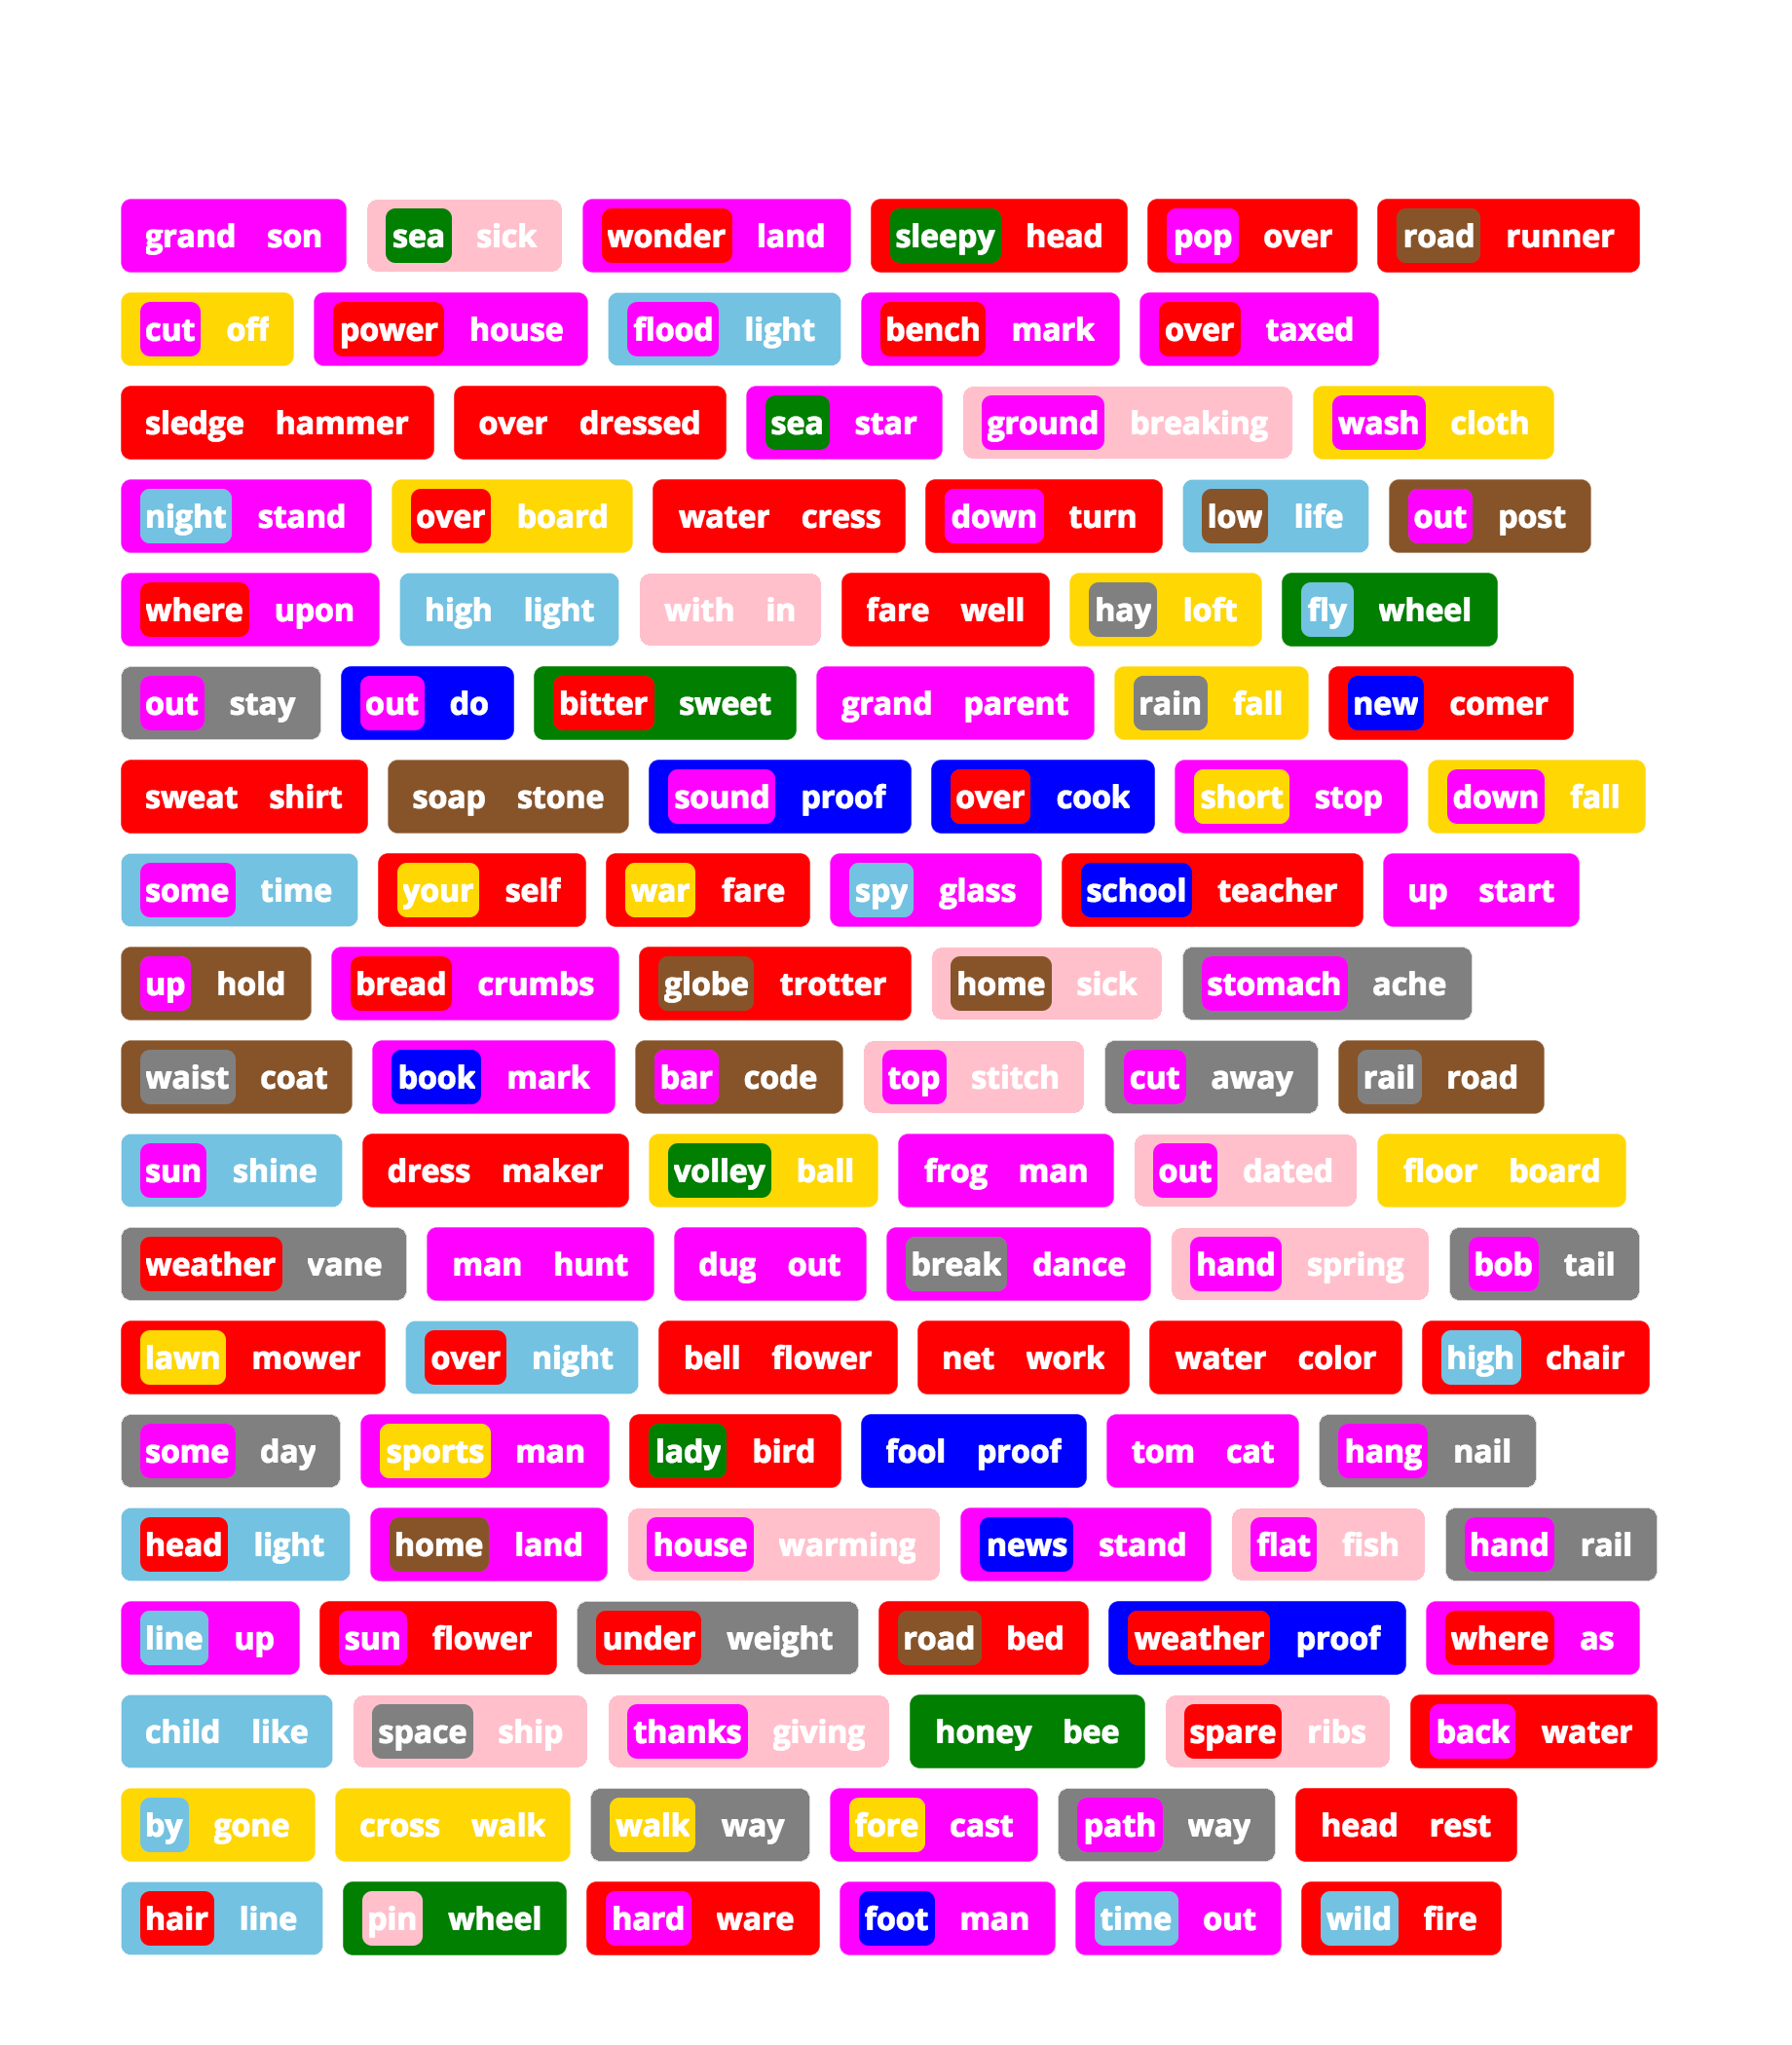 grand son sea sick wonder land sleepy head pop over road runner
cut off power house flood light bench mark over taxed
sledge hammer over dressed sea star ground breaking wash cloth
night stand over board water cress down turn low life out post
where upon high light with in fare well hay loft fly wheel
out stay out do bitter sweet grand parent rain fall new comer
sweat shirt soap stone sound proof over cook short stop down fall
some time your self war fare spy glass school teacher up start
up hold bread crumbs globe trotter home sick stomach ache
waist coat book mark bar code top stitch cut away rail road
sun shine dress maker volley ball frog man out dated floor board
weather vane man hunt dug out break dance hand spring bob tail
lawn mower over night bell flower net work water color high chair
some day sports man lady bird fool proof tom cat hang nail
head light home land house warming news stand flat fish hand rail
line up sun flower under weight road bed weather proof where as
child like space ship thanks giving honey bee spare ribs back water
by gone cross walk walk way fore cast path way head rest
hair line pin wheel hard ware foot man time out wild fire